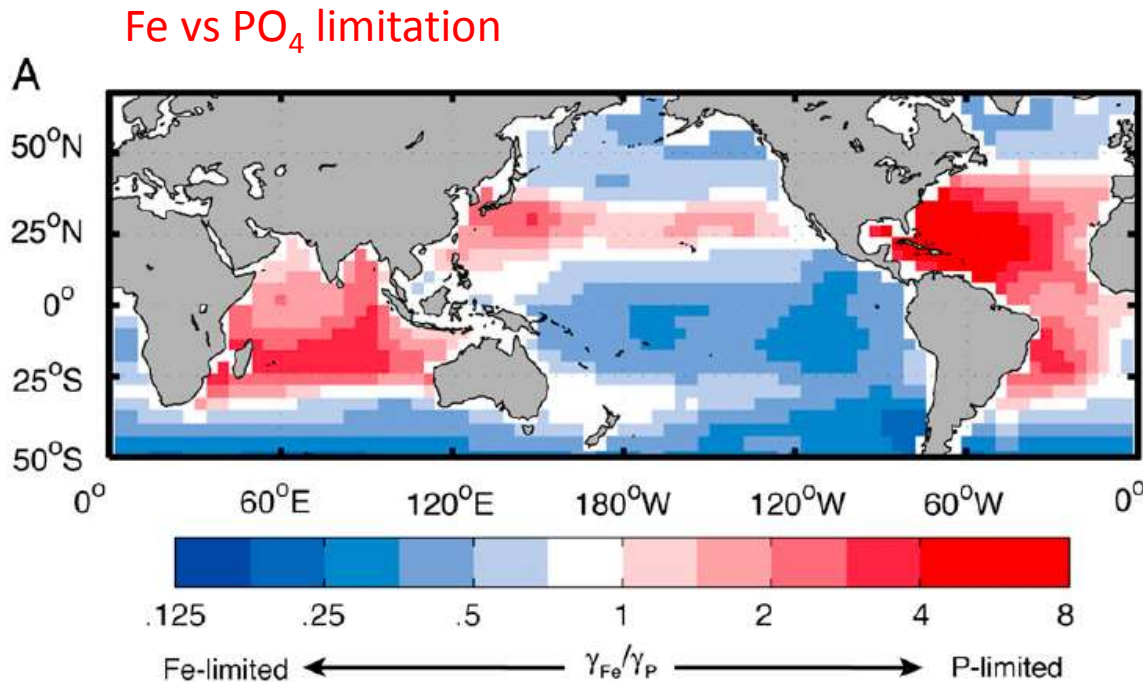 Fe vs PO₄ limitation
A
50°N
25°N
0°
25°S
50°S
0° 60°E 120°E 180°W 120°W 60°W 0°
.125 .25 .5 1 2 4 8
Fe-limited γFe/γP P-limited